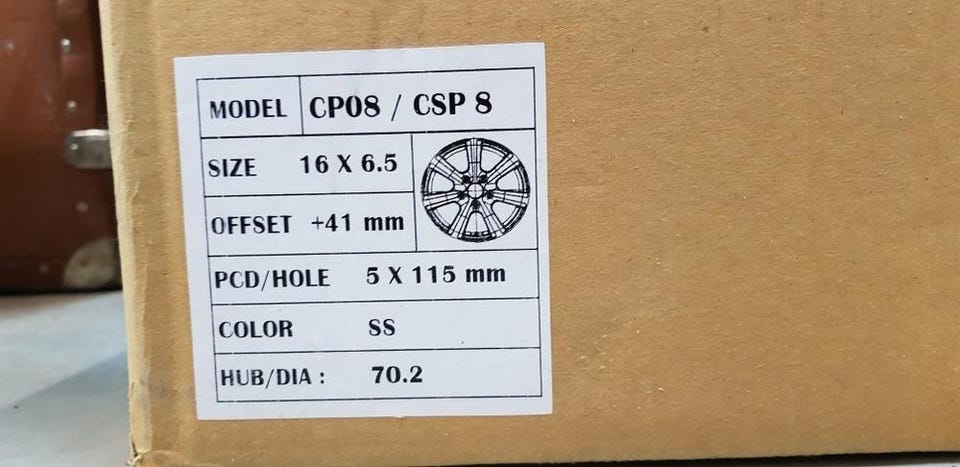 MODEL CP08 / CSP 8
SIZE 16 X 6.5
OFFSET +41 mm
PCD/HOLE 5 X 115 mm
COLOR SS
HUB/DIA : 70.2